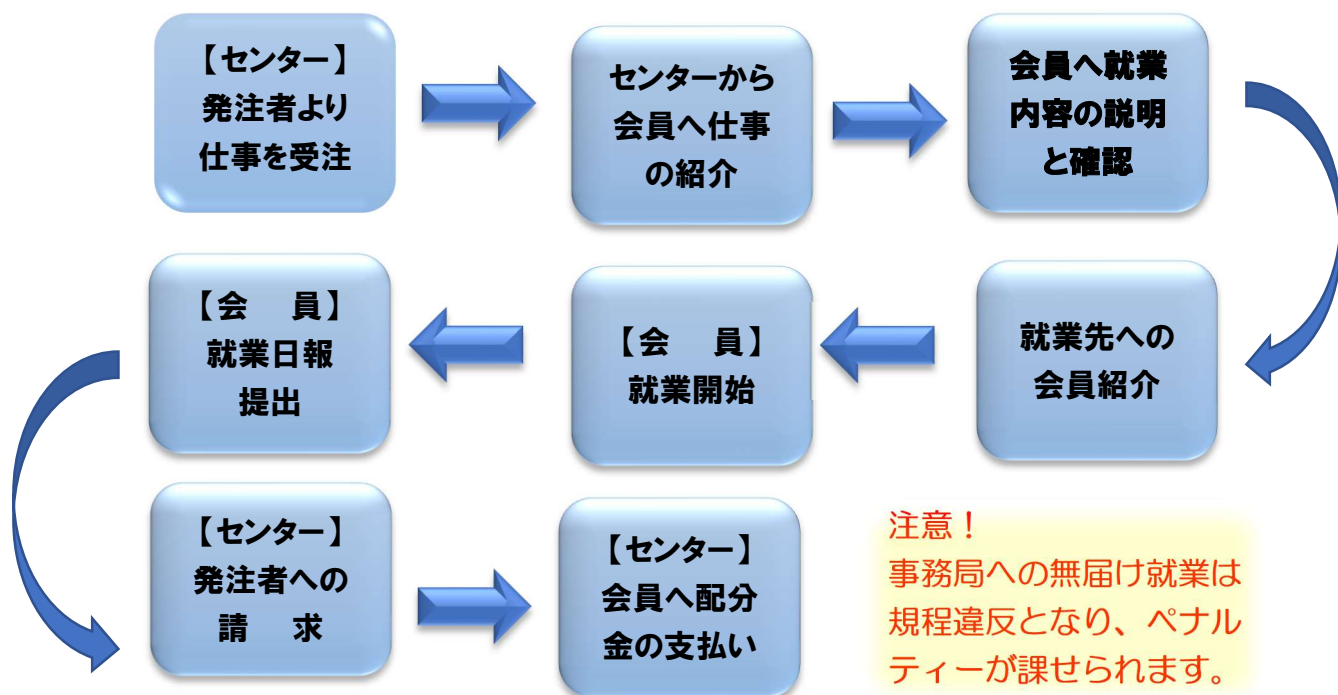 【センター】
発注者より
仕事を受注
センターから
会員へ仕事
の紹介
会員へ就業
内容の説明
と確認
就業先への
会員紹介
【会　員】
就業開始
【会　員】
就業日報
提出
【センター】
発注者への
請　求
【センター】
会員へ配分
金の支払い
注意！
事務局への無届け就業は
規程違反となり、ペナル
ティーが課せられます。